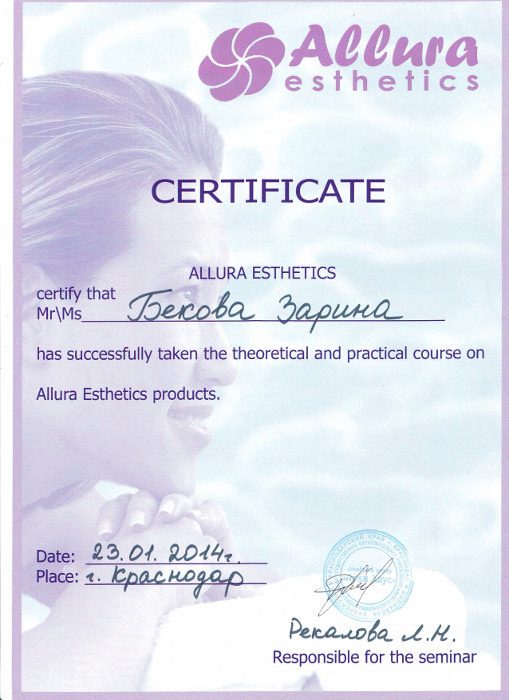 Allura
esthetics
CERTIFICATE
ALLURA ESTHETICS
certify that
Mr\Ms Бекова Зарина
has successfully taken the theoretical and practical course on
Allura Esthetics products.
Date: 23.01.2014г.
Place: г. Краснодар
Рекалова Л.Н.
Responsible for the seminar